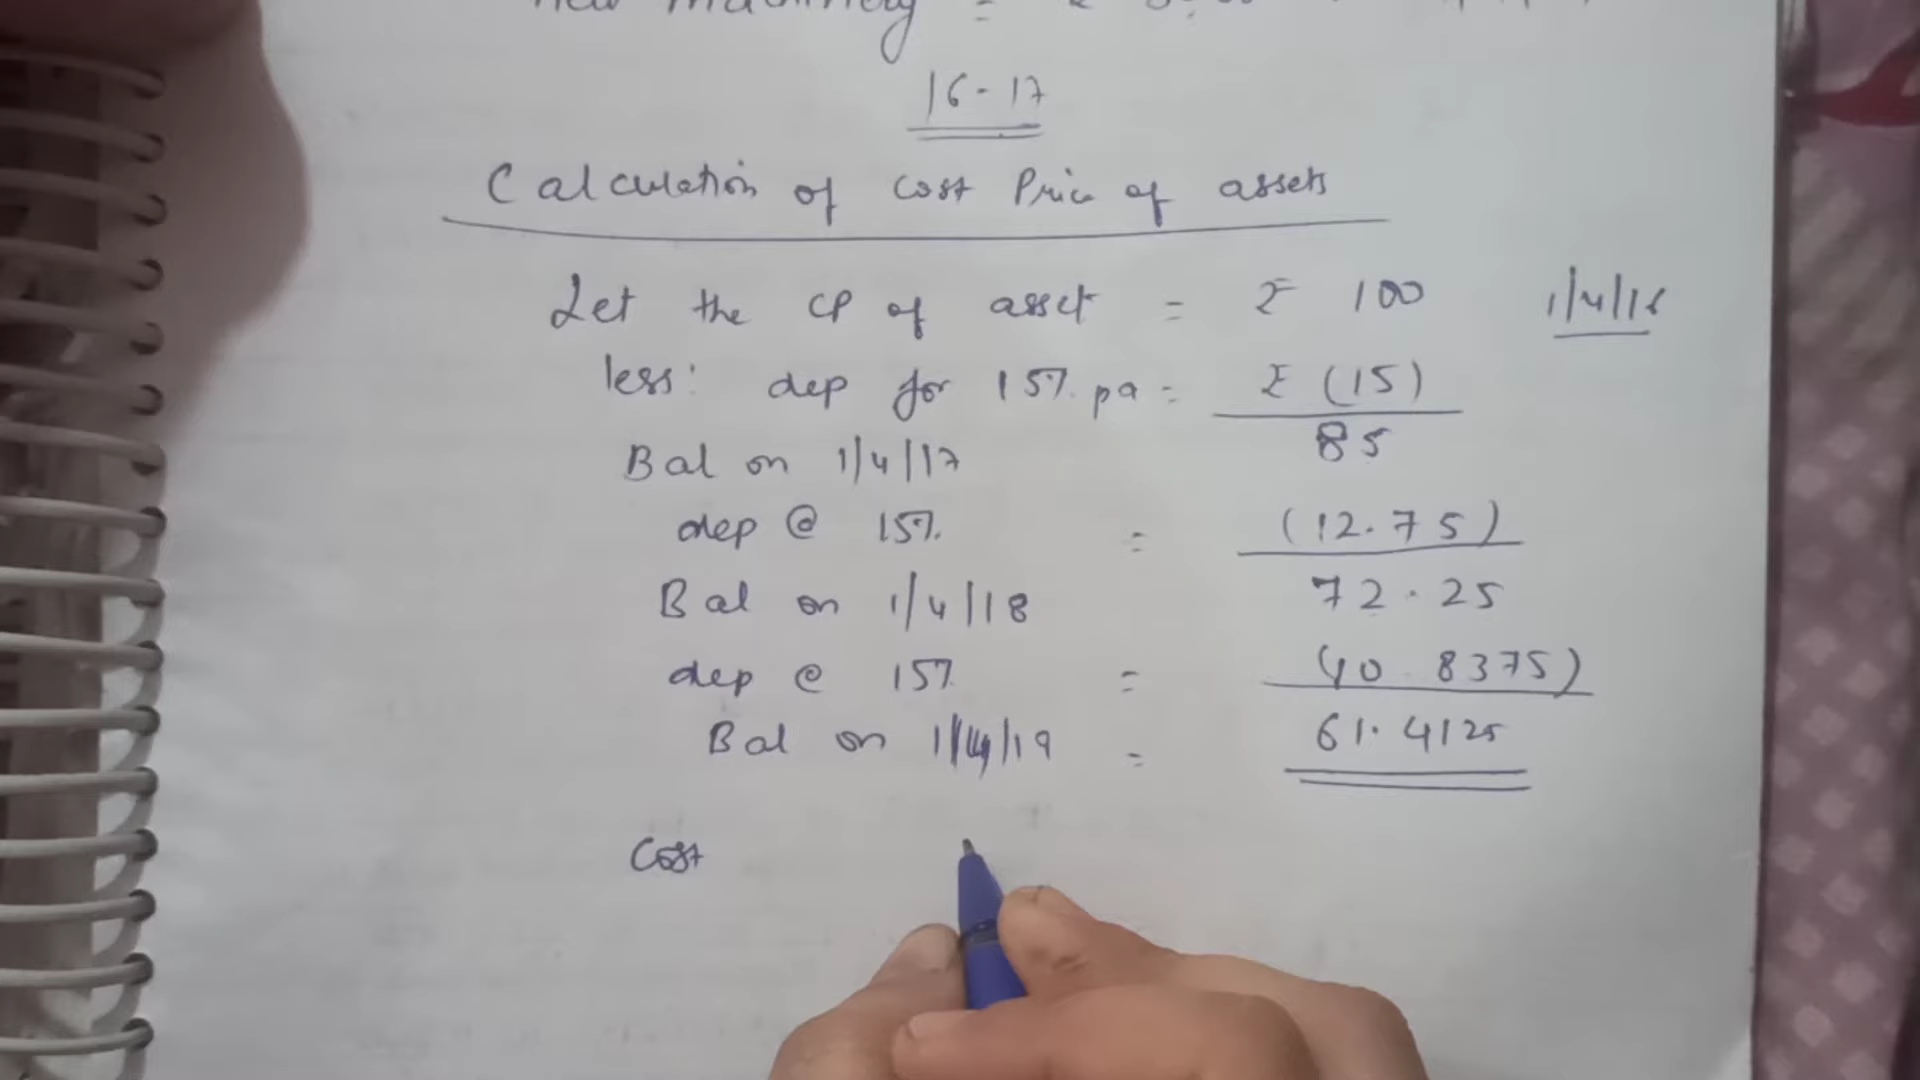 new machinery =
16-17
Calculation of cost Price of assets
Let the CP of asset = ₹ 100 1/4/16
less: dep for 15% pa = ₹ (15)
85
Bal on 1/4/17
dep @ 15% = (12.75)
Bal on 1/4/18 72.25
dep @ 15% = (10.8375)
Bal on 1/4/19 = 61.4125
Cost